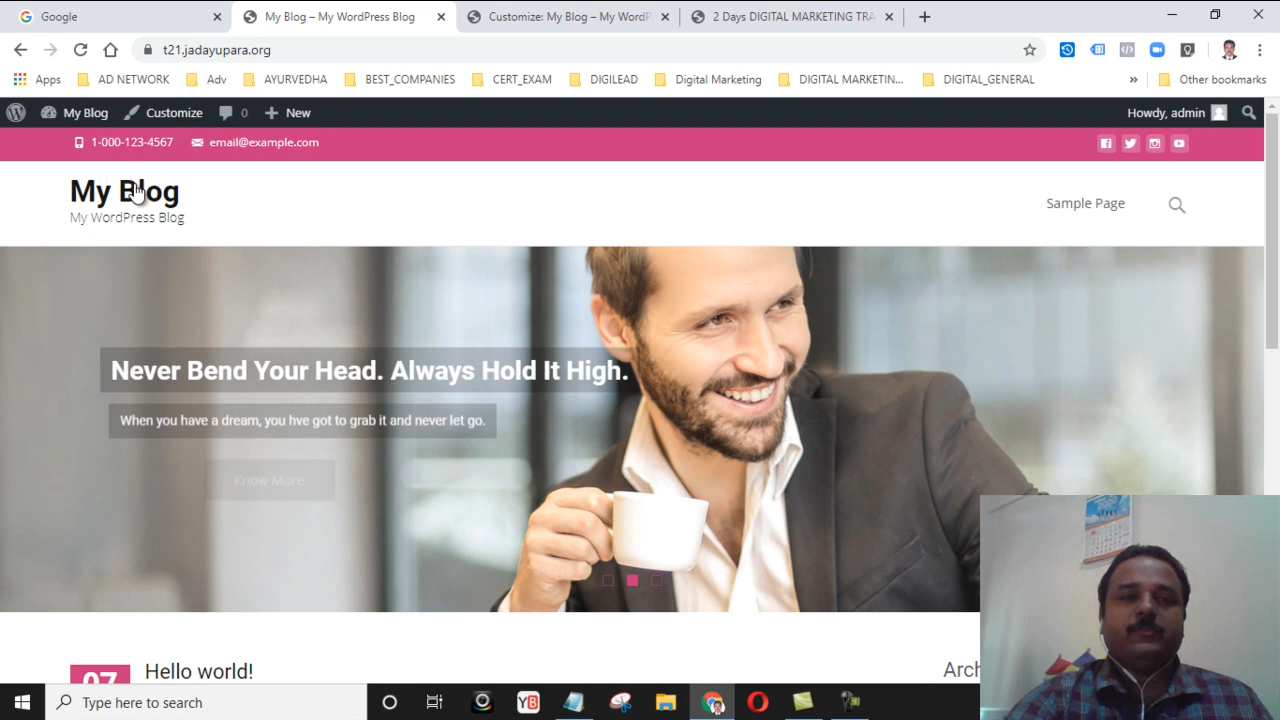 Google
My Blog – My WordPress Blog
Customize: My Blog – My WordP
2 Days DIGITAL MARKETING TRA
t21.jadayupara.org
Apps
AD NETWORK
Adv
AYURVEDHA
BEST_COMPANIES
CERT_EXAM
DIGILEAD
Digital Marketing
DIGITAL MARKETIN...
DIGITAL_GENERAL
»
Other bookmarks
My Blog
Customize
0
New
Howdy, admin
1-000-123-4567
email@example.com
My Blog
My WordPress Blog
Sample Page
Never Bend Your Head. Always Hold It High.
When you have a dream, you hve got to grab it and never let go.
Know More
07
Hello world!
Arch
Type here to search
YB